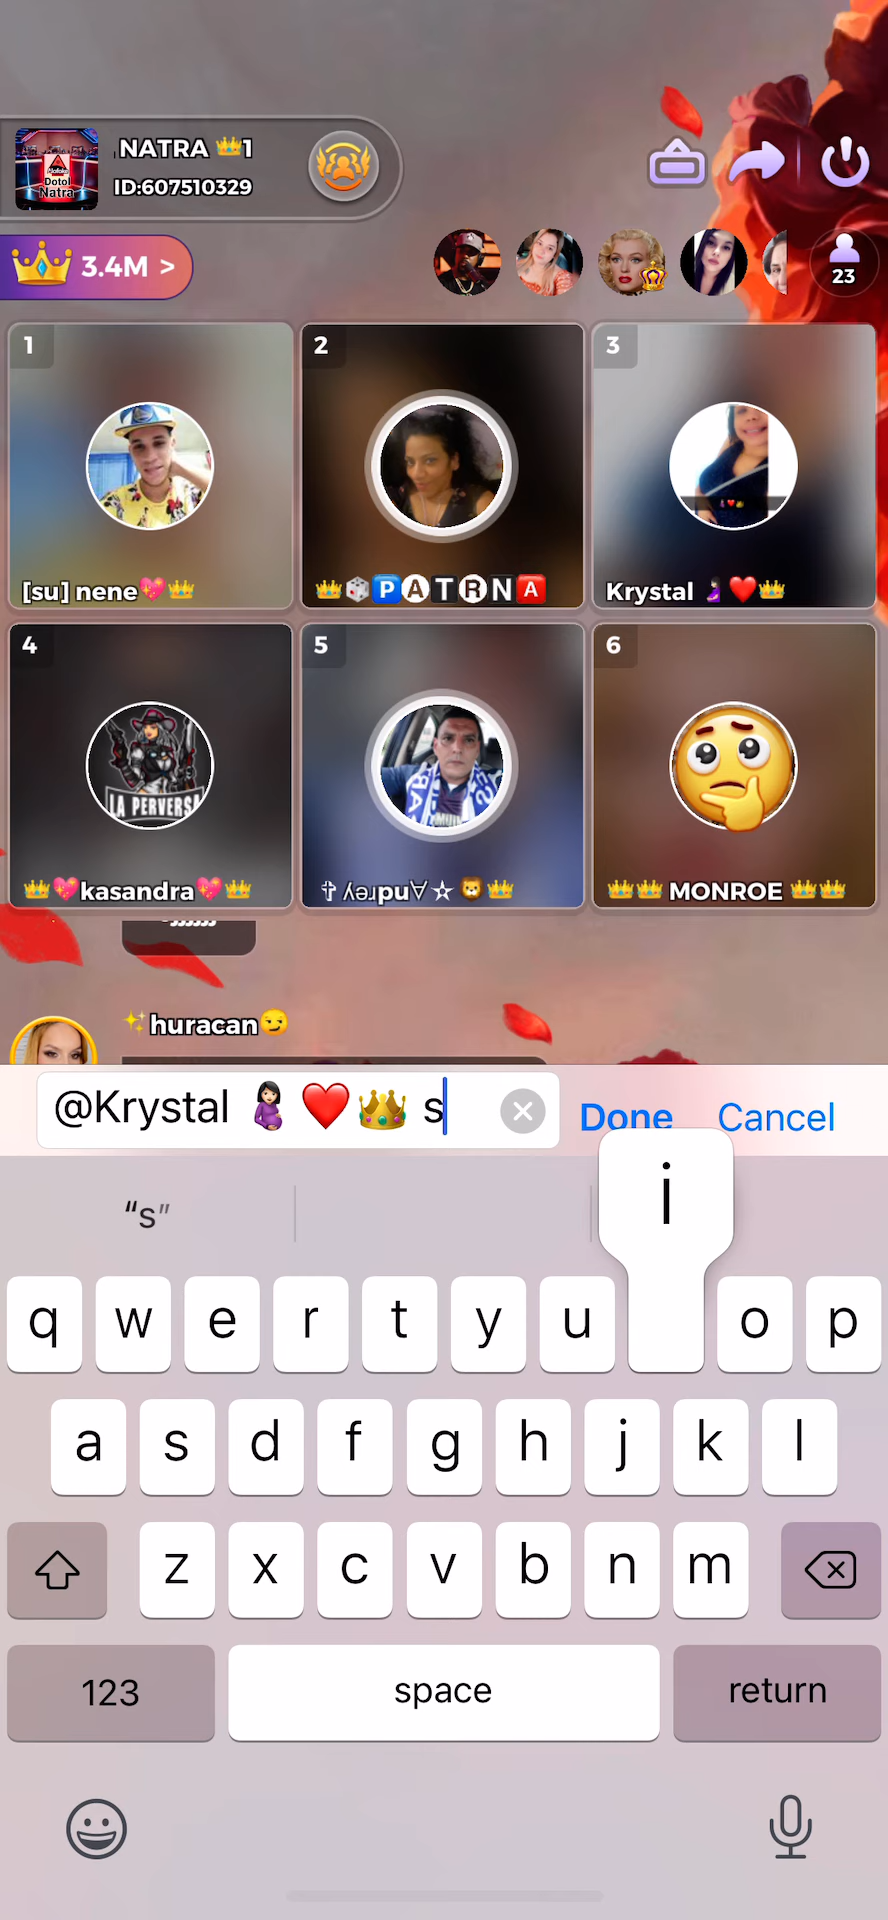 NATRA 👑1
ID:607510329
Dotol
Natra
3.4M >
23
1
2
3
[su] nene💖👑
👑🎲🅿🅐🆃🅡🅽🅰
Krystal 🤰🏻❤️👑
4
5
6
LA PERVERSA
👑💖kasandra💖👑
✞ ʎǝɹpu∀☆🦁👑
👑👑 MONROE 👑👑
✨huracan😏
@Krystal 🤰🏻❤️👑 s
Done
Cancel
“s”
i
q w e r t y u o p
a s d f g h j k l
z x c v b n m
123
space
return